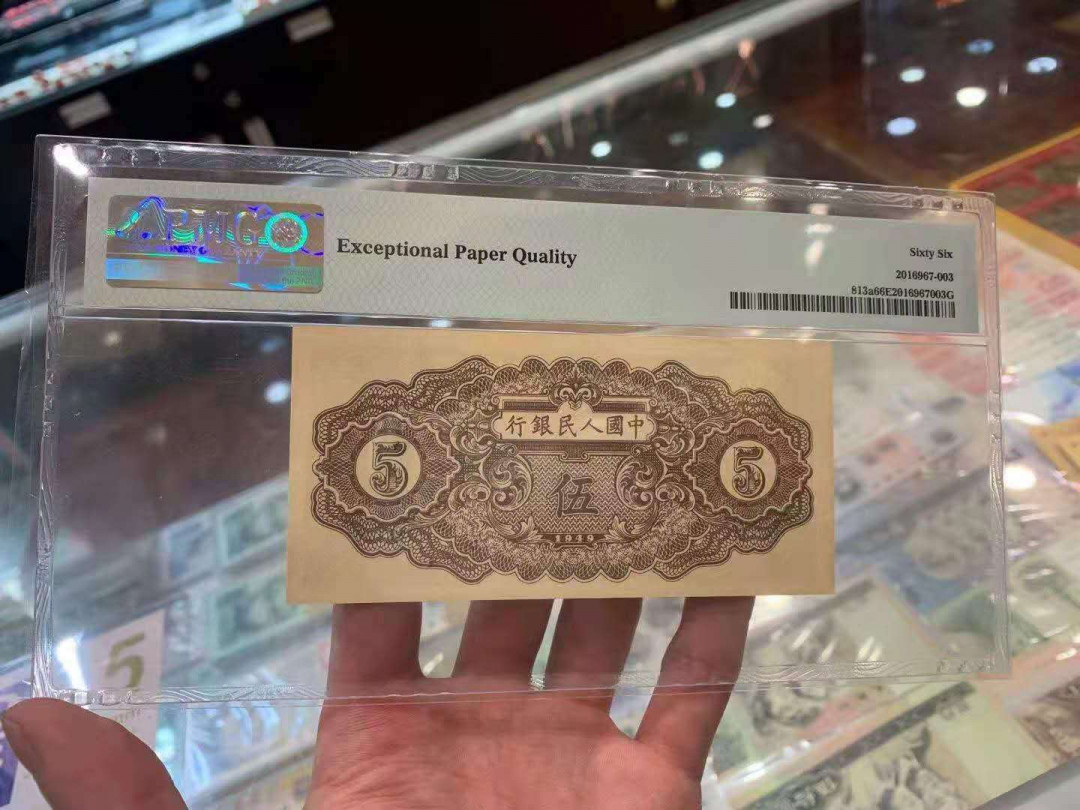 PMG
Exceptional Paper Quality
Sixty Six
2016967-003
813a66E2016967003G
行銀民人國中
5
伍
5
1949
5